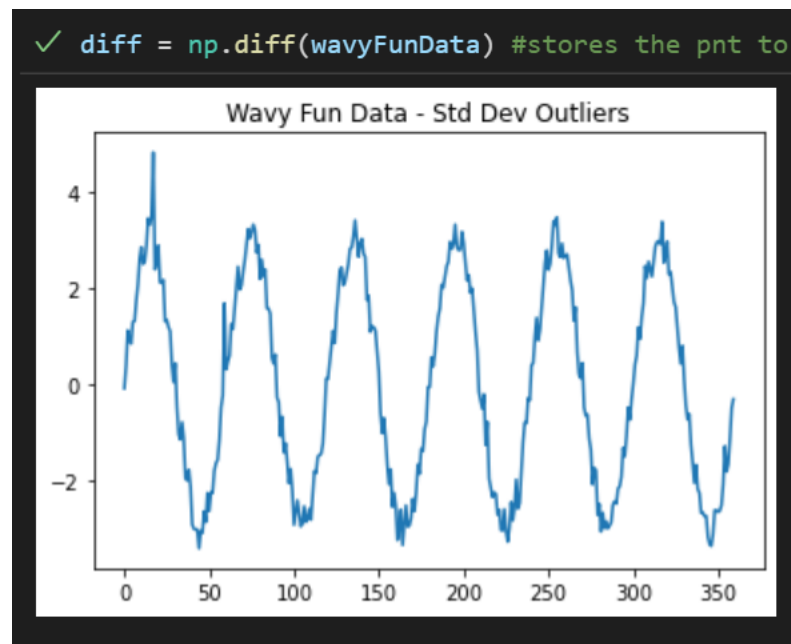 ✓ diff = np.diff(wavyFunData) #stores the pnt to
Wavy Fun Data - Std Dev Outliers
4
2
0
−2
0 50 100 150 200 250 300 350